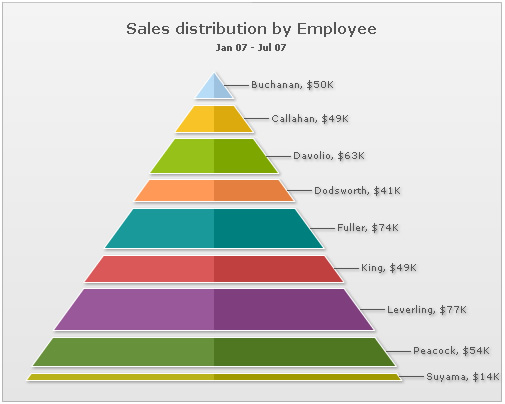 Sales distribution by Employee
Jan 07 - Jul 07
Buchanan, $50K
Callahan, $49K
Davolio, $63K
Dodsworth, $41K
Fuller, $74K
King, $49K
Leverling, $77K
Peacock, $54K
Suyama, $14K